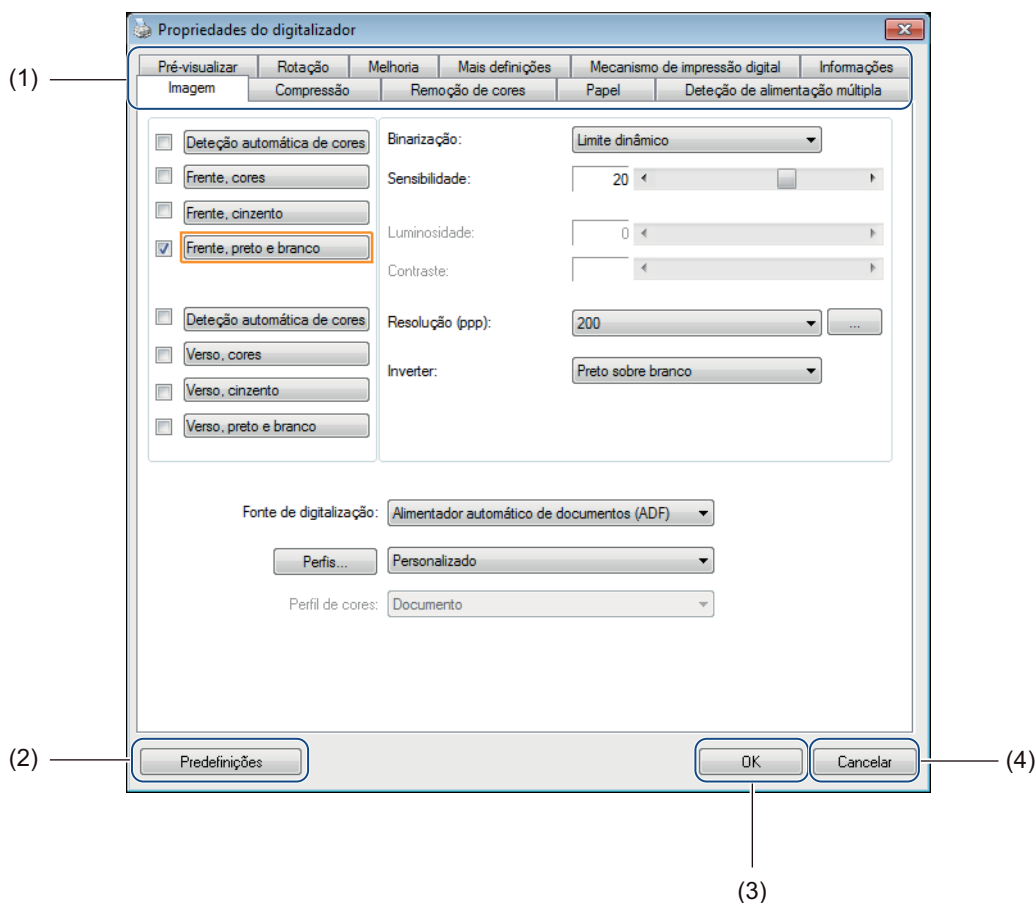 Propriedades do digitalizador
(1)
Pré-visualizar Rotação Melhoria Mais definições Mecanismo de impressão digital Informações
Imagem Compressão Remoção de cores Papel Deteção de alimentação múltipla
Deteção automática de cores Binarização: Limite dinâmico
Frente, cores Sensibilidade: 20
Frente, cinzento
Frente, preto e branco Luminosidade: 0
Contraste:
Deteção automática de cores Resolução (ppp): 200 ...
Verso, cores
Inverter: Preto sobre branco
Verso, cinzento
Verso, preto e branco
Fonte de digitalização: Alimentador automático de documentos (ADF)
Perfis... Personalizado
Perfil de cores: Documento
(2) Predefinições OK Cancelar (4)
(3)